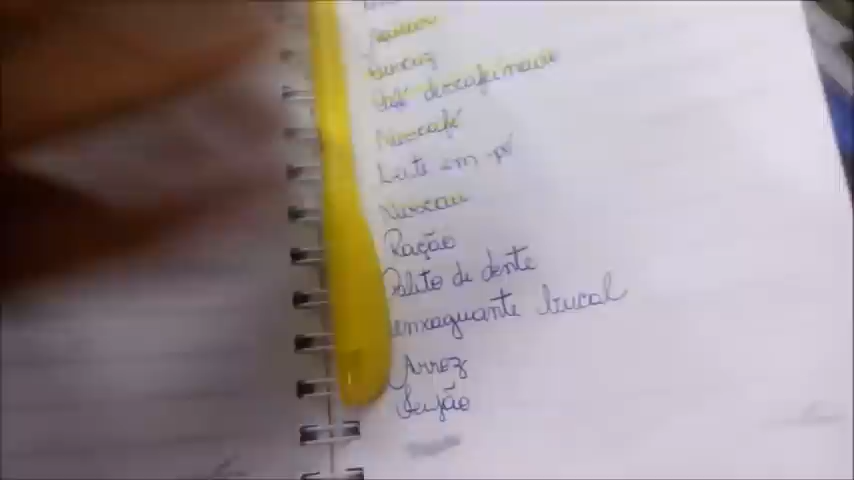 Café descafeinado
Nescafé
Leite em pó
Nescau
Ração
Palito de dente
enxaguante bucal
Arroz
Feijão